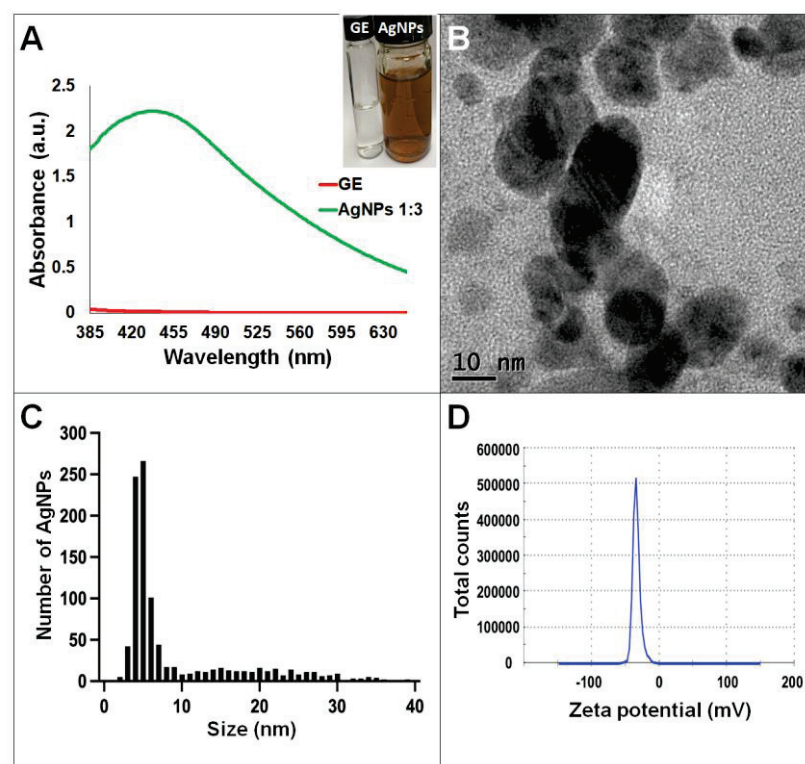 A
GE AgNPs
2.5
2
1.5
1
0.5
0
Absorbance (a.u.)
GE
AgNPs 1:3
385 420 455 490 525 560 595 630
Wavelength (nm)
B
10 nm
C
300
250
200
150
100
50
0
Number of AgNPs
0 10 20 30 40
Size (nm)
D
600000
500000
400000
300000
200000
100000
0
Total counts
-100 0 100 200
Zeta potential (mV)